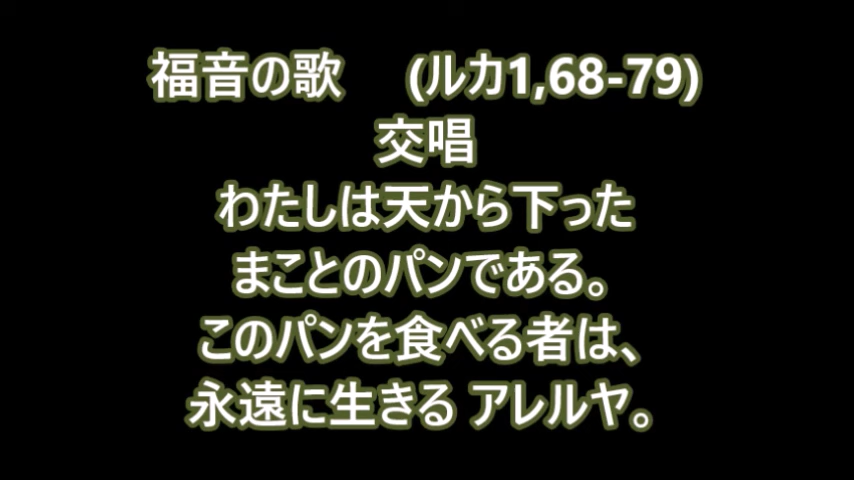 福音の歌 (ルカ1,68-79)
交唱
わたしは天から下った
まことのパンである。
このパンを食べる者は、
永遠に生きる アレルヤ。